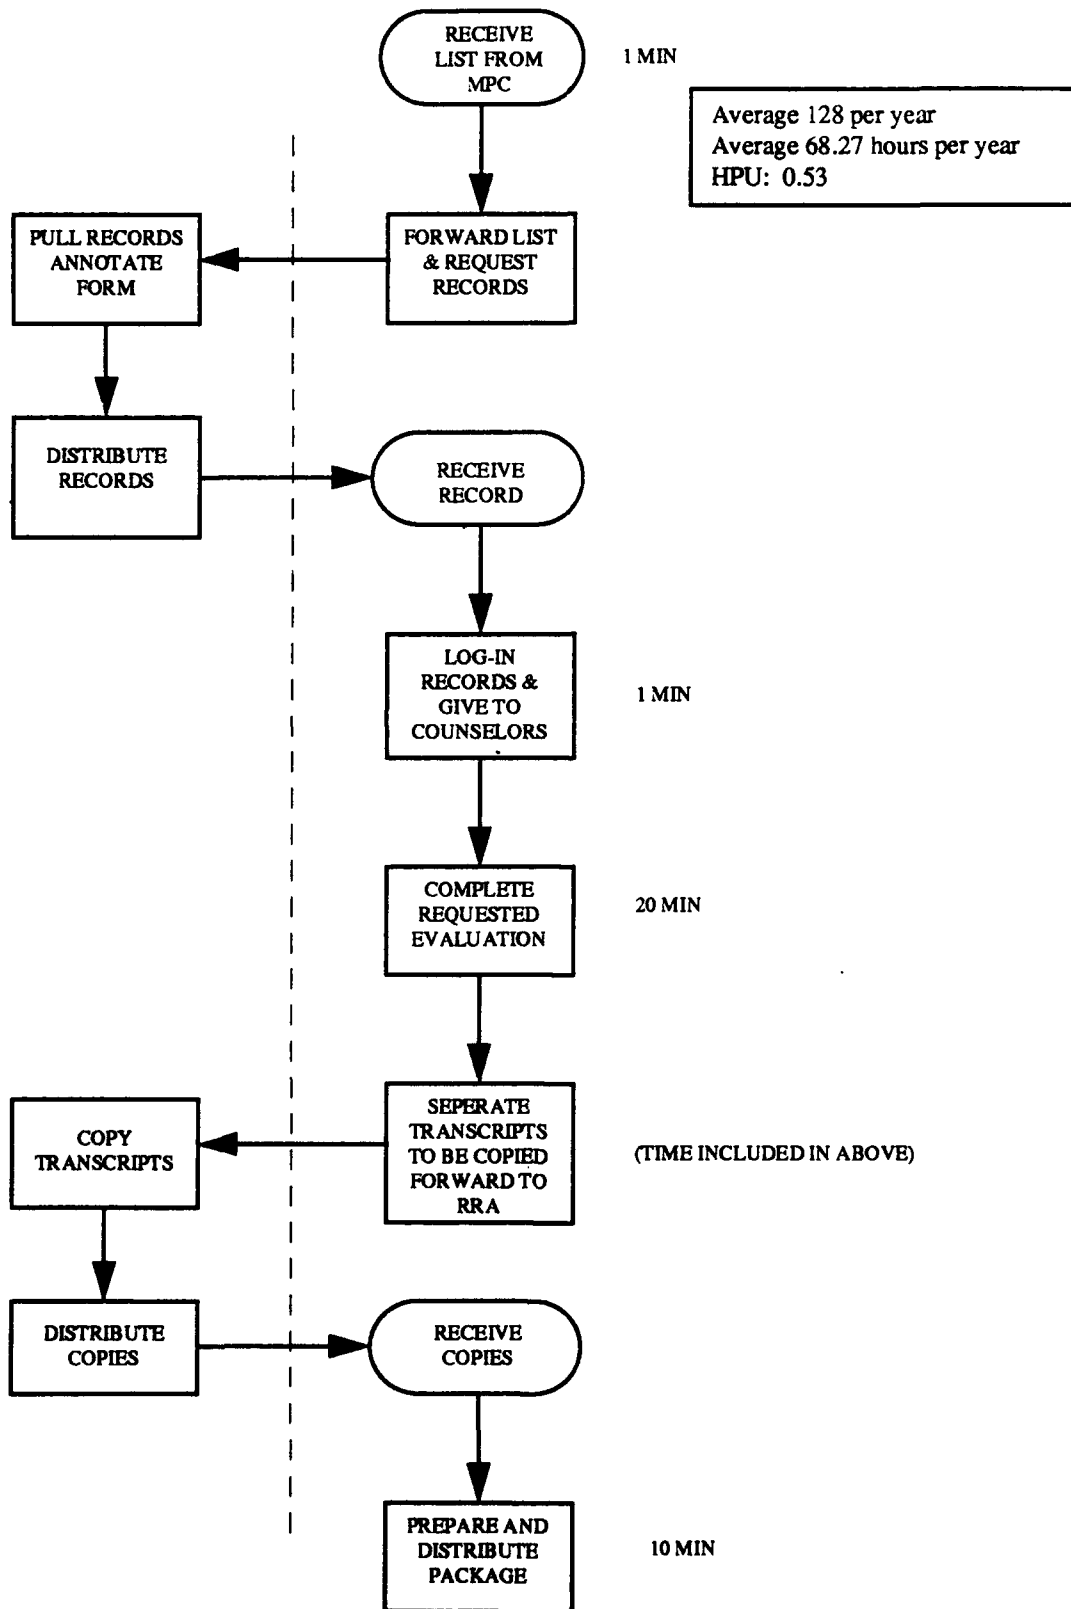 RECEIVE
LIST FROM
MPC
1 MIN
Average 128 per year
Average 68.27 hours per year
HPU: 0.53
PULL RECORDS
ANNOTATE
FORM
FORWARD LIST
& REQUEST
RECORDS
DISTRIBUTE
RECORDS
RECEIVE
RECORD
LOG-IN
RECORDS &
GIVE TO
COUNSELORS
1 MIN
COMPLETE
REQUESTED
EVALUATION
20 MIN
COPY
TRANSCRIPTS
SEPERATE
TRANSCRIPTS
TO BE COPIED
FORWARD TO
RRA
(TIME INCLUDED IN ABOVE)
DISTRIBUTE
COPIES
RECEIVE
COPIES
PREPARE AND
DISTRIBUTE
PACKAGE
10 MIN